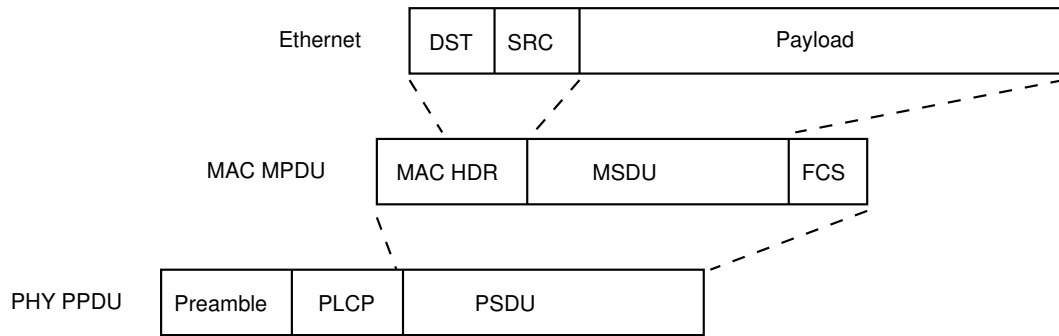 Ethernet DST SRC Payload
MAC MPDU MAC HDR MSDU FCS
PHY PPDU Preamble PLCP PSDU